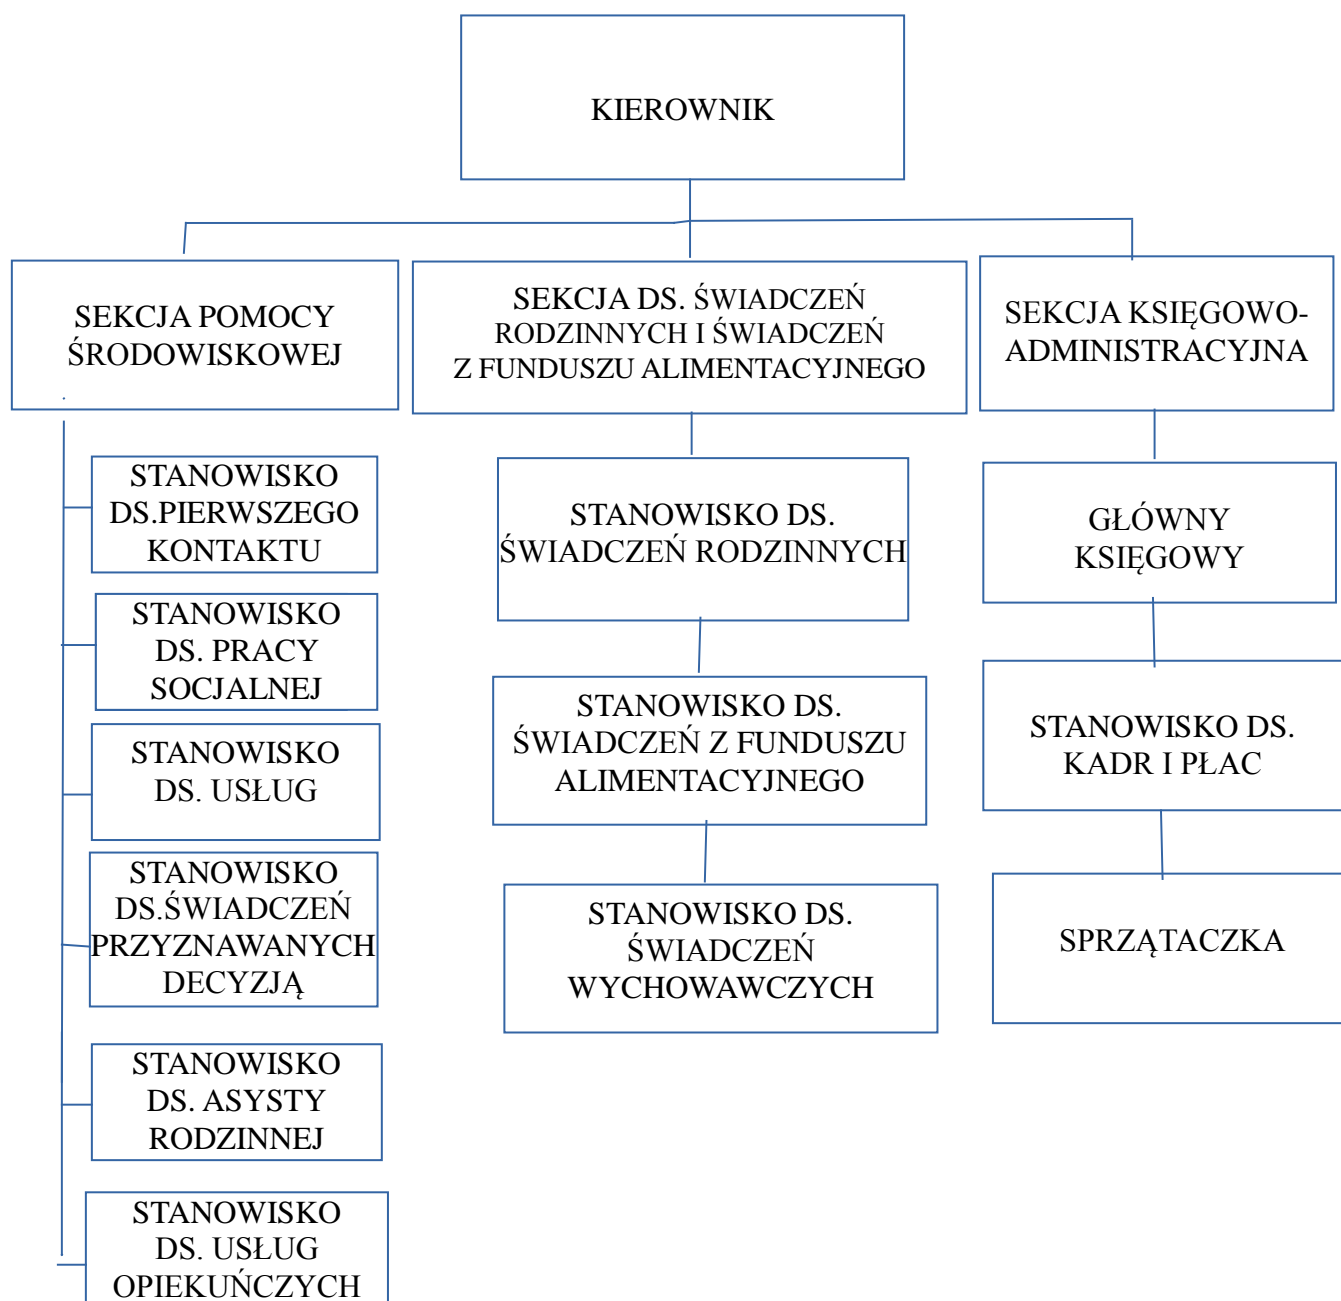 KIEROWNIK
SEKCJA POMOCY
ŚRODOWISKOWEJ
SEKCJA DS. ŚWIADCZEŃ
RODZINNYCH I ŚWIADCZEŃ
Z FUNDUSZU ALIMENTACYJNEGO
SEKCJA KSIĘGOWO-
ADMINISTRACYJNA
STANOWISKO
DS.PIERWSZEGO
KONTAKTU
STANOWISKO
DS. PRACY
SOCJALNEJ
STANOWISKO
DS. USŁUG
STANOWISKO
DS.ŚWIADCZEŃ
PRZYZNAWANYCH
DECYZJĄ
STANOWISKO
DS. ASYSTY
RODZINNEJ
STANOWISKO
DS. USŁUG
OPIEKUŃCZYCH
STANOWISKO DS.
ŚWIADCZEŃ RODZINNYCH
STANOWISKO DS.
ŚWIADCZEŃ Z FUNDUSZU
ALIMENTACYJNEGO
STANOWISKO DS.
ŚWIADCZEŃ
WYCHOWAWCZYCH
GŁÓWNY
KSIĘGOWY
STANOWISKO DS.
KADR I PŁAC
SPRZĄTACZKA